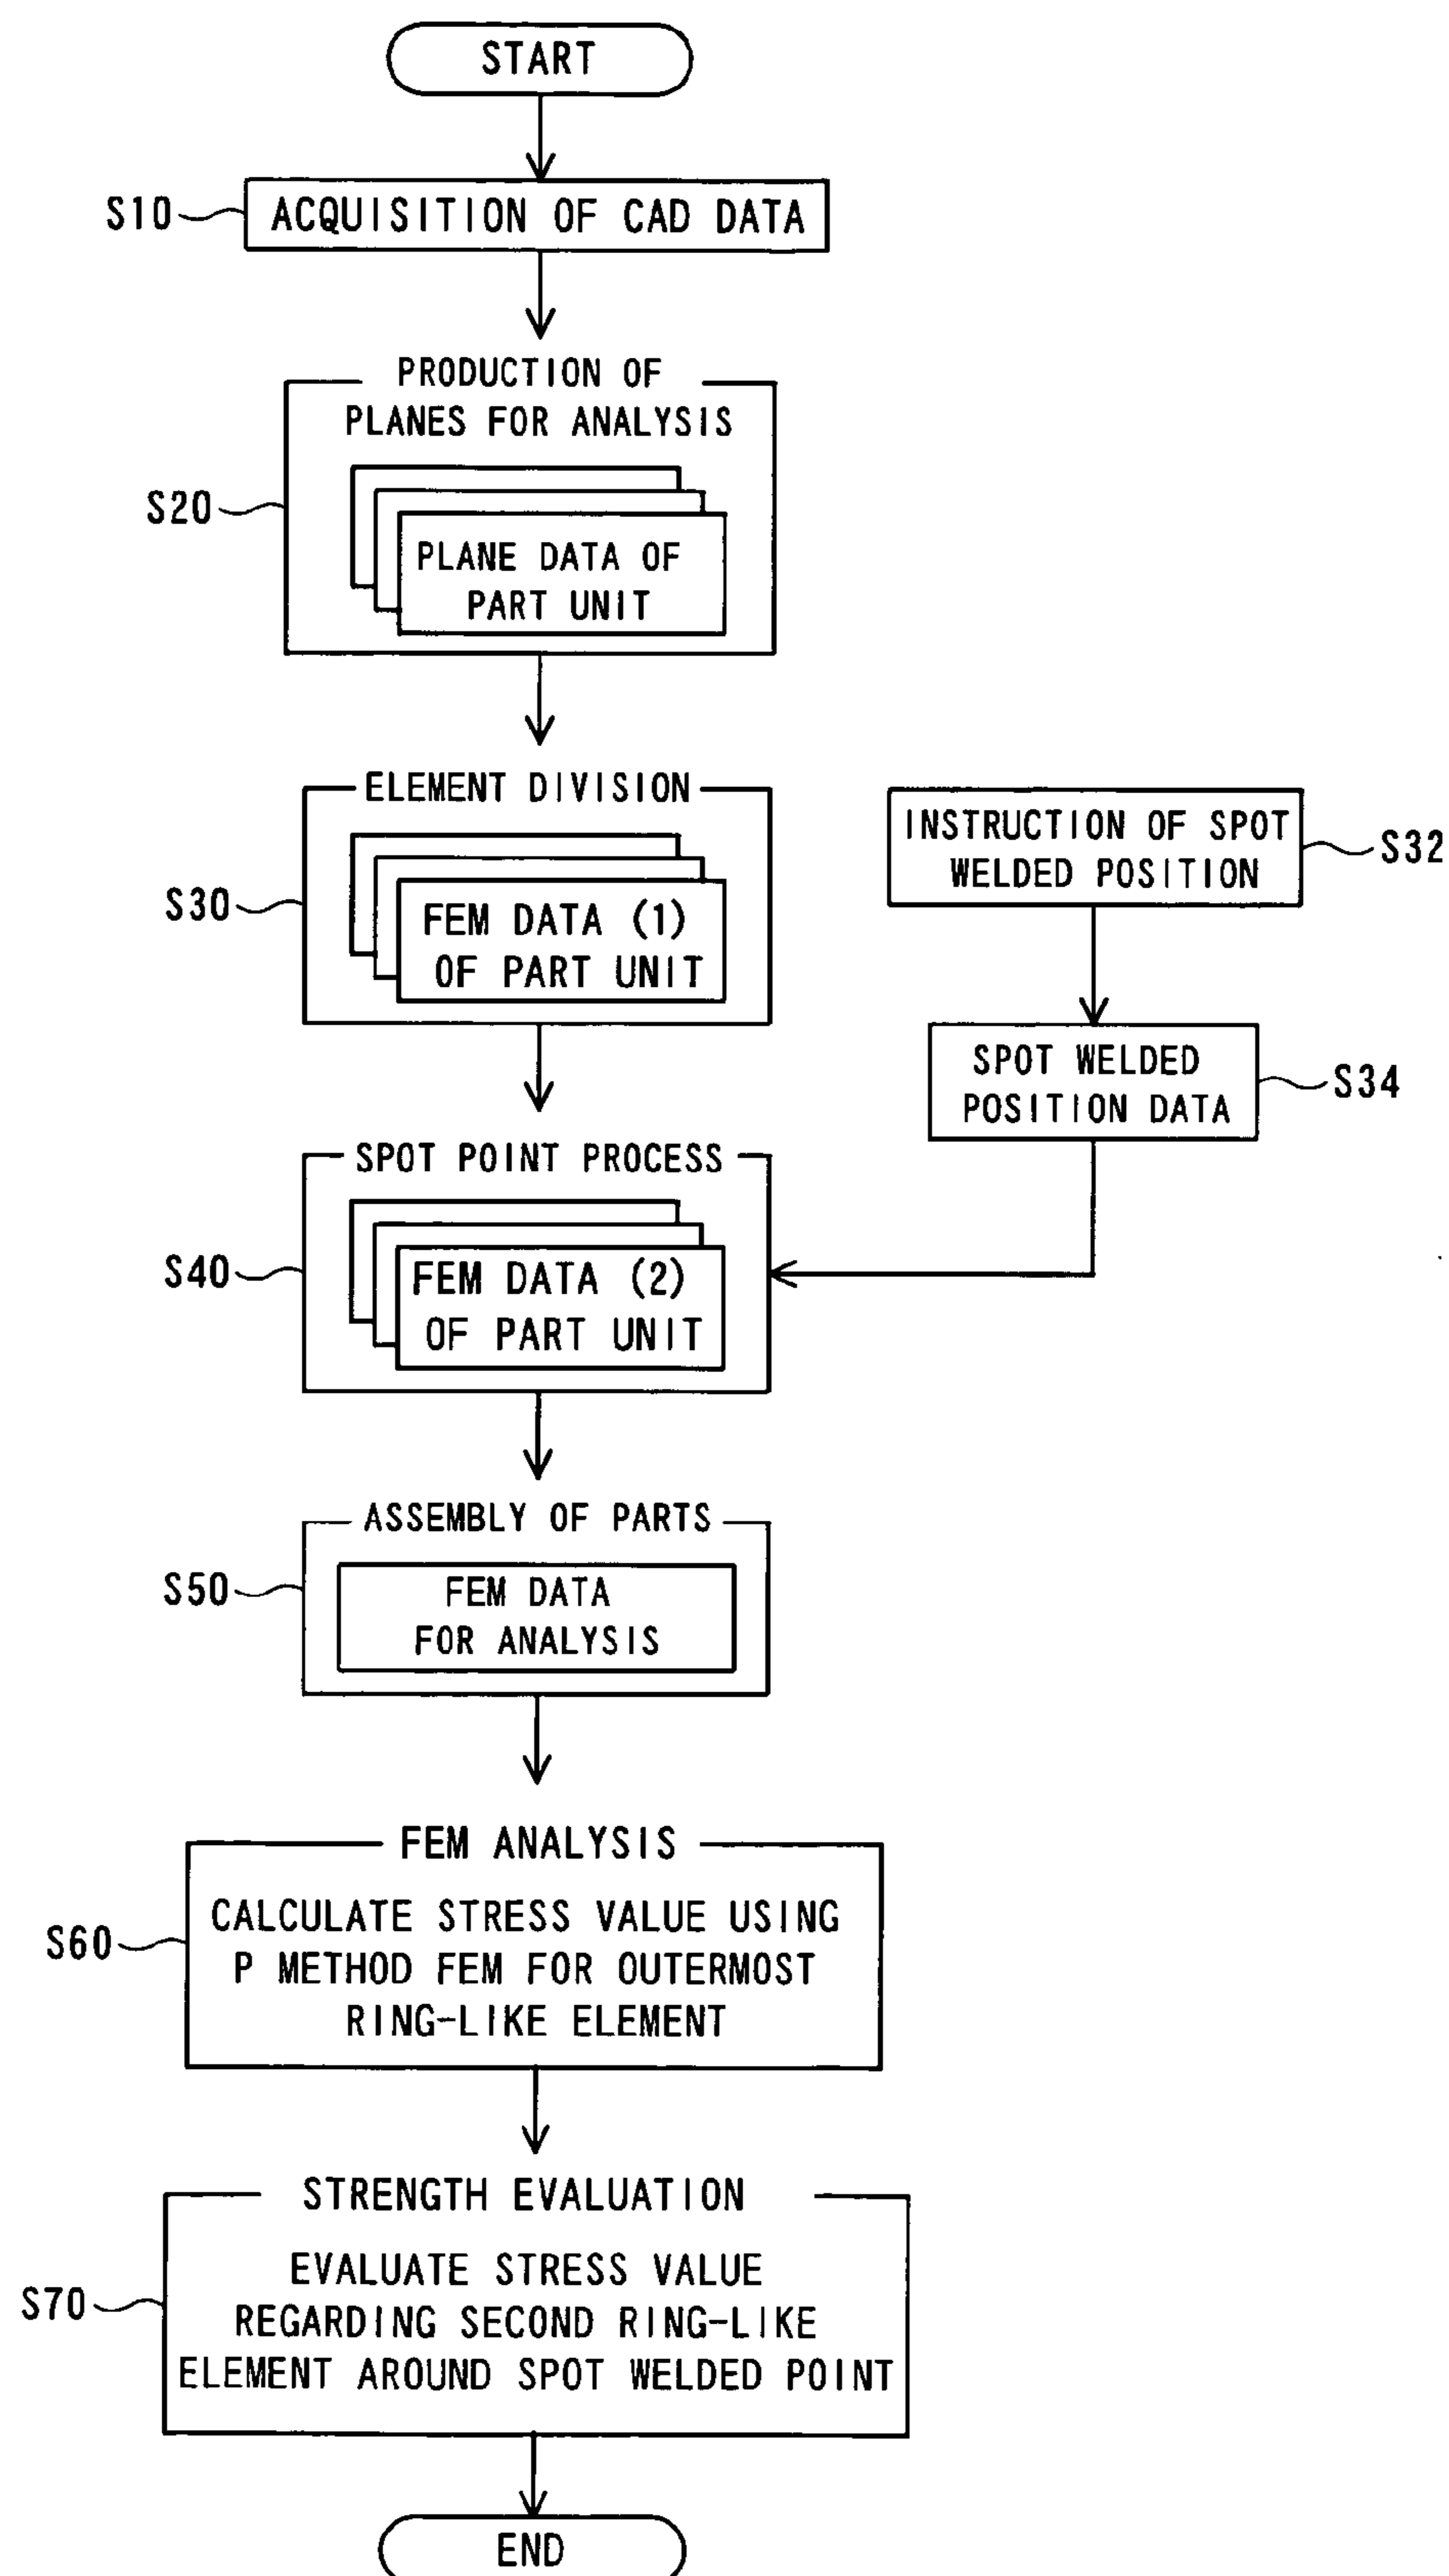 START
S10
ACQUISITION OF CAD DATA
PRODUCTION OF
PLANES FOR ANALYSIS
S20
PLANE DATA OF
PART UNIT
ELEMENT DIVISION
S30
FEM DATA (1)
OF PART UNIT
INSTRUCTION OF SPOT
WELDED POSITION
S32
SPOT WELDED
POSITION DATA
S34
SPOT POINT PROCESS
S40
FEM DATA (2)
OF PART UNIT
ASSEMBLY OF PARTS
S50
FEM DATA
FOR ANALYSIS
FEM ANALYSIS
S60
CALCULATE STRESS VALUE USING
P METHOD FEM FOR OUTERMOST
RING-LIKE ELEMENT
STRENGTH EVALUATION
S70
EVALUATE STRESS VALUE
REGARDING SECOND RING-LIKE
ELEMENT AROUND SPOT WELDED POINT
END